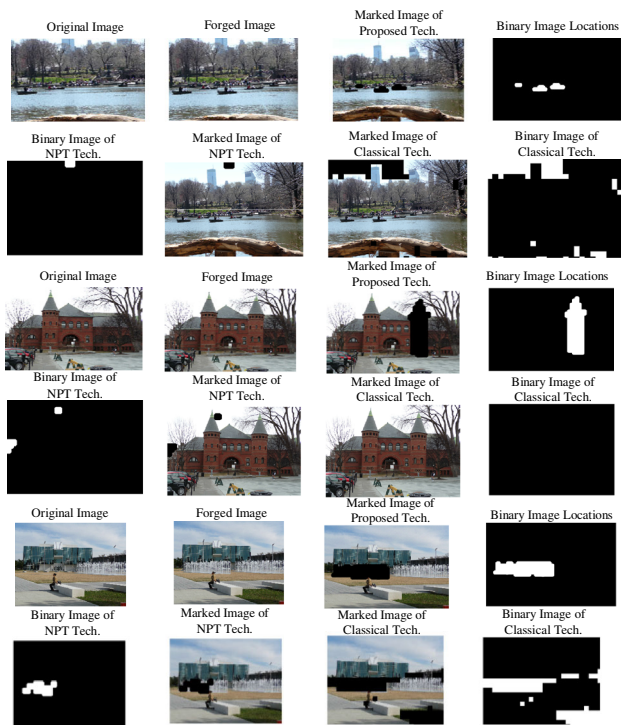 Original Image
Forged Image
Marked Image of
Proposed Tech.
Binary Image Locations
Binary Image of
NPT Tech.
Marked Image of
NPT Tech.
Marked Image of
Classical Tech.
Binary Image of
Classical Tech.
Original Image
Forged Image
Marked Image of
Proposed Tech.
Binary Image Locations
Binary Image of
NPT Tech.
Marked Image of
NPT Tech.
Marked Image of
Classical Tech.
Binary Image of
Classical Tech.
Original Image
Forged Image
Marked Image of
Proposed Tech.
Binary Image Locations
Binary Image of
NPT Tech.
Marked Image of
NPT Tech.
Marked Image of
Classical Tech.
Binary Image of
Classical Tech.